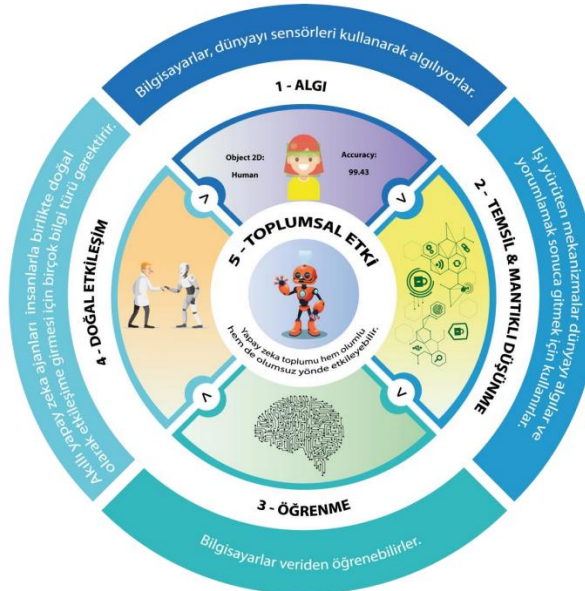 Bilgisayarlar, dünyayı sensörleri kullanarak algılıyorlar.
1 - ALGI
Object 2D:
Human
Accuracy:
99.43
İşi yürüten mekanizmalar dünyayı algılar ve
yorumlamak sonuca gitmek için kullanırlar.
2 - TEMSİL & MANTIKLI DÜŞÜNME
Bilgisayarlar veriden öğrenebilirler.
3 - ÖĞRENME
Akıllı yapay zeka ajanları insanlarla birlikte doğal
olarak etkileşime girmesi için birçok bilgi türü gerektirir.
4 - DOĞAL ETKİLEŞİM
5 - TOPLUMSAL ETKİ
Yapay zeka toplumu hem olumlu
hem de olumsuz yönde etkileyebilir.